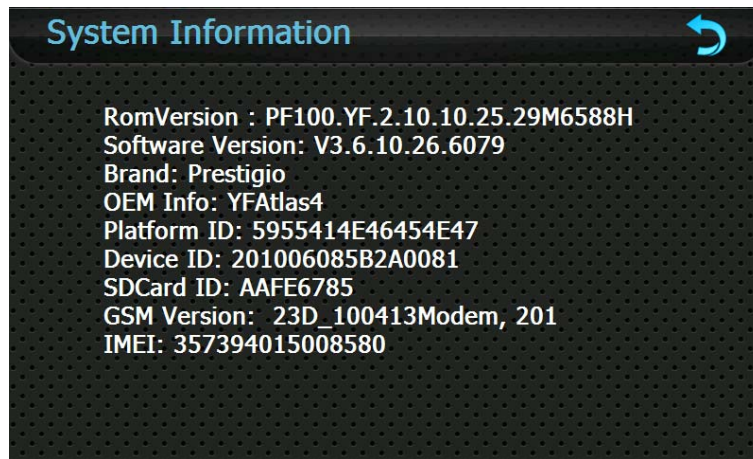 System Information
RomVersion : PF100.YF.2.10.10.25.29M6588H
Software Version: V3.6.10.26.6079
Brand: Prestigio
OEM Info: YFAtlas4
Platform ID: 5955414E46454E47
Device ID: 201006085B2A0081
SDCard ID: AAFE6785
GSM Version:  23D_100413Modem, 201
IMEI: 357394015008580